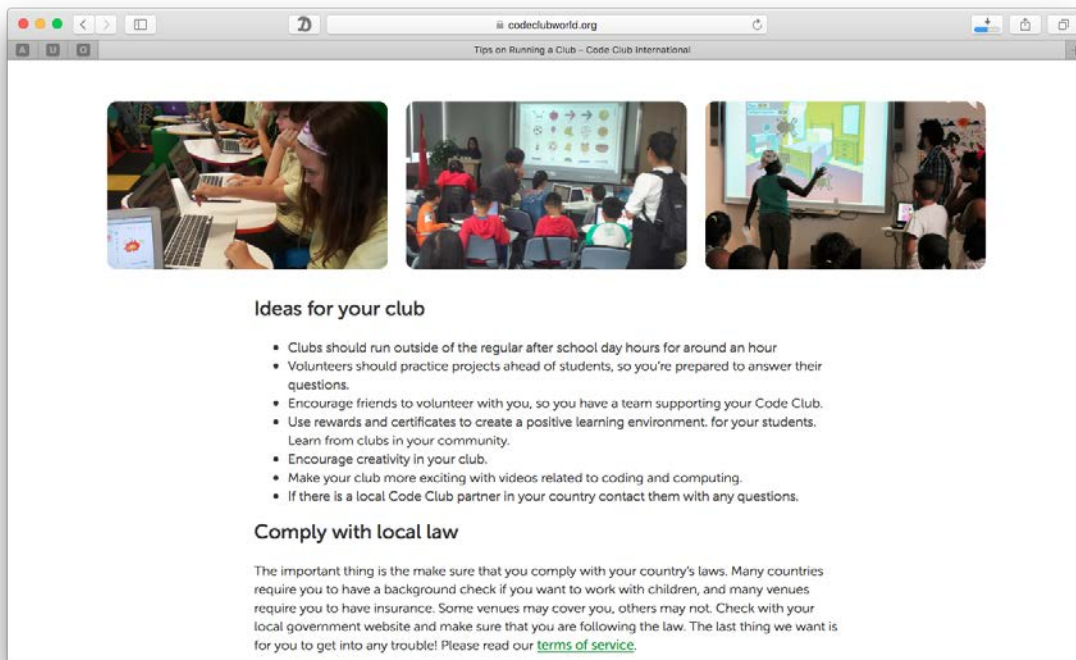 codeclubworld.org
A U O
Tips on Running a Club – Code Club International
Ideas for your club
• Clubs should run outside of the regular after school day hours for around an hour
• Volunteers should practice projects ahead of students, so you're prepared to answer their
questions.
• Encourage friends to volunteer with you, so you have a team supporting your Code Club.
• Use rewards and certificates to create a positive learning environment. for your students.
Learn from clubs in your community.
• Encourage creativity in your club.
• Make your club more exciting with videos related to coding and computing.
• If there is a local Code Club partner in your country contact them with any questions.
Comply with local law
The important thing is the make sure that you comply with your country's laws. Many countries
require you to have a background check if you want to work with children, and many venues
require you to have insurance. Some venues may cover you, others may not. Check with your
local government website and make sure that you are following the law. The last thing we want is
for you to get into any trouble! Please read our terms of service.